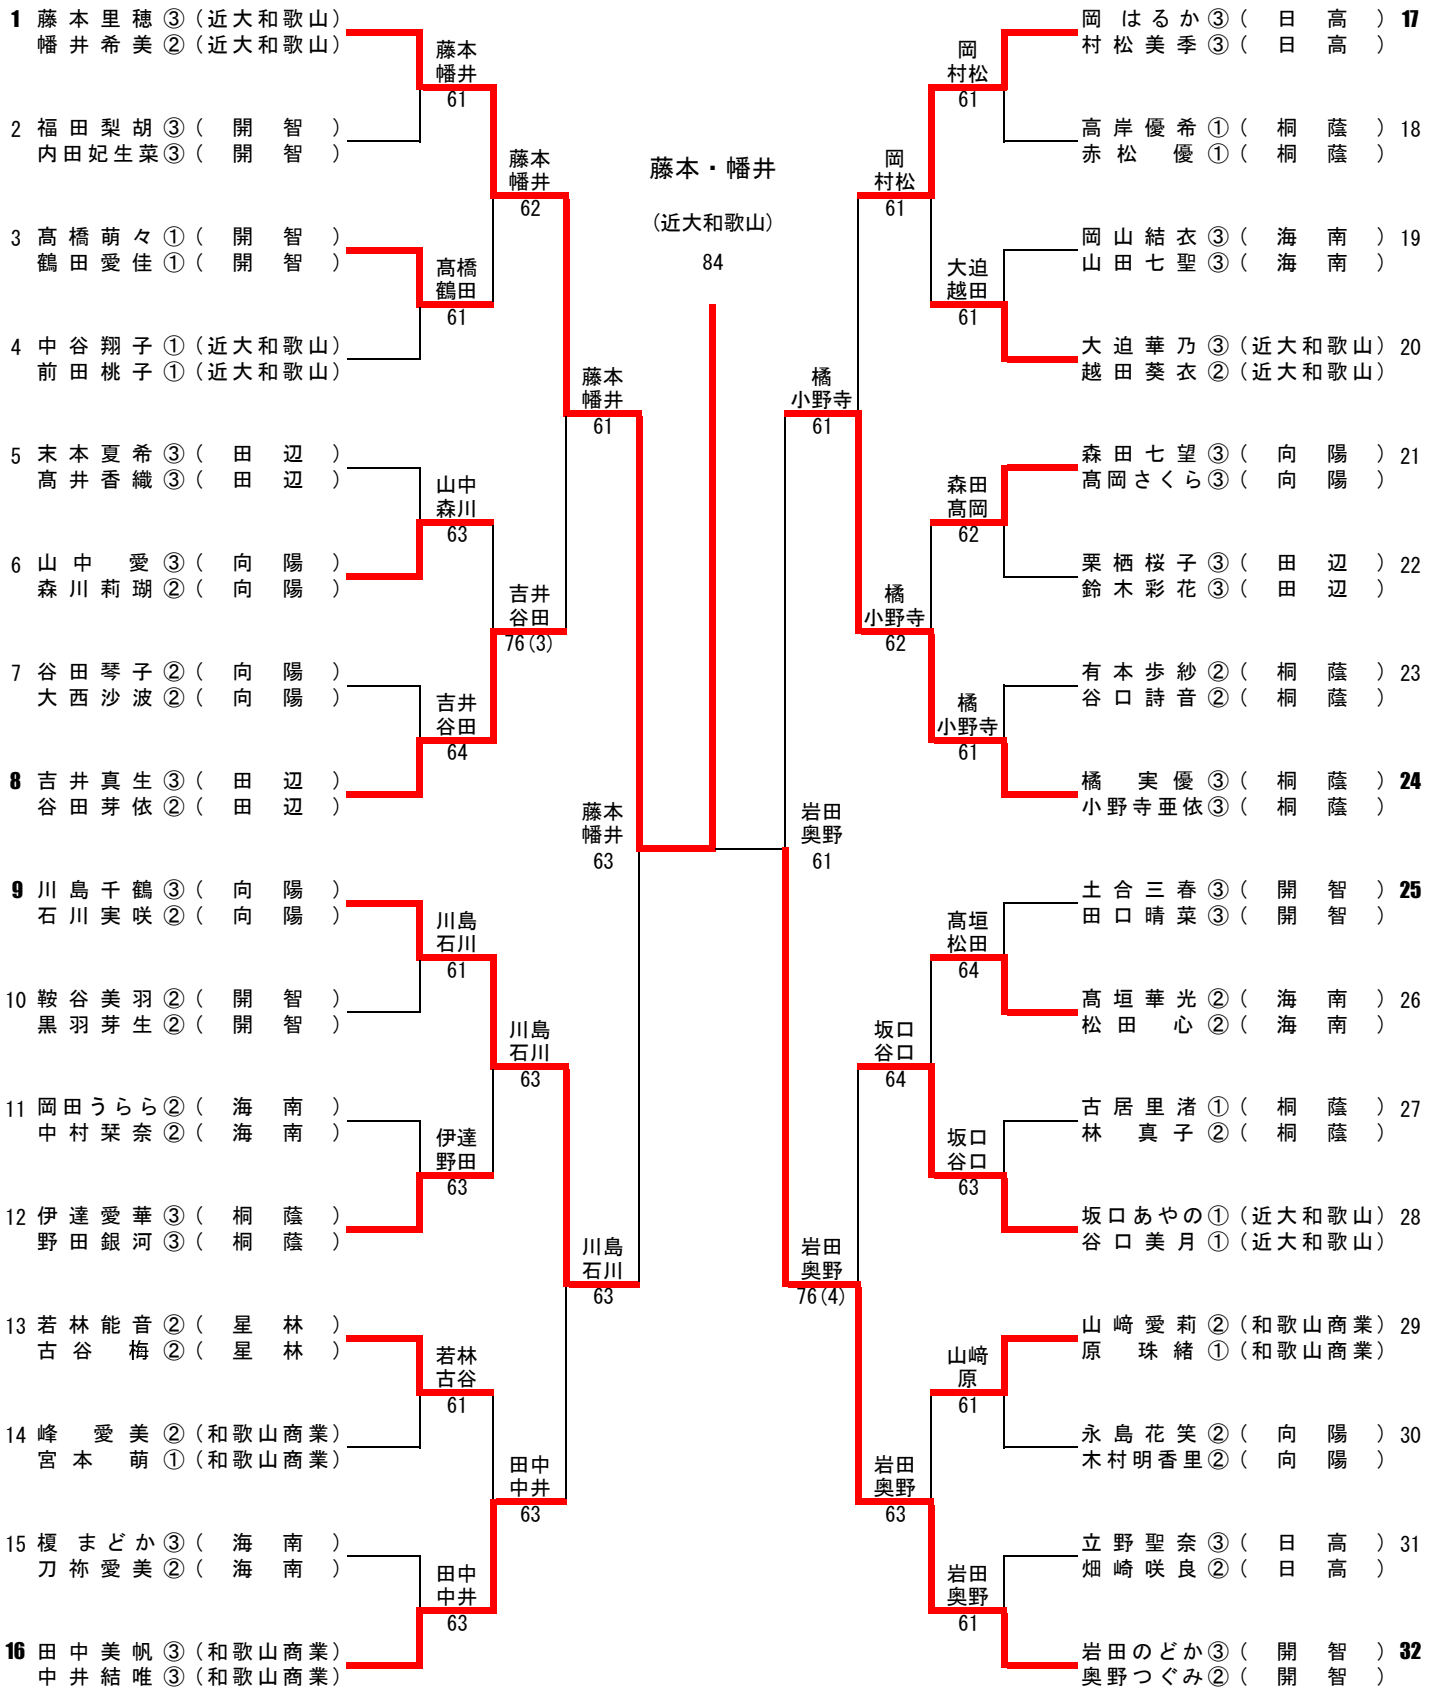 1 藤本里穂③(近大和歌山)
幡井希美②(近大和歌山)
2 福田梨胡③(開智)
内田妃生菜③(開智)
3 髙橋萌々①(開智)
鶴田愛佳①(開智)
4 中谷翔子①(近大和歌山)
前田桃子①(近大和歌山)
5 末本夏希③(田辺)
髙井香織③(田辺)
6 山中愛③(向陽)
森川莉瑚②(向陽)
7 谷田琴子②(向陽)
大西沙波②(向陽)
8 吉井真生③(田辺)
谷田芽依②(田辺)
9 川島千鶴③(向陽)
石川実咲②(向陽)
10 鞍谷美羽②(開智)
黒羽芽生②(開智)
11 岡田うらら②(海南)
中村栞奈②(海南)
12 伊達愛華③(桐蔭)
野田銀河③(桐蔭)
13 若林能音②(星林)
古谷梅②(星林)
14 峰愛美②(和歌山商業)
宮本萌①(和歌山商業)
15 榎まどか③(海南)
刀祢愛美②(海南)
16 田中美帆③(和歌山商業)
中井結唯③(和歌山商業)
藤本
幡井
61
髙橋
鶴田
61
山中
森川
63
吉井
谷田
64
川島
石川
61
伊達
野田
63
若林
古谷
61
田中
中井
63
藤本
幡井
62
吉井
谷田
76(3)
川島
石川
63
田中
中井
63
藤本
幡井
61
川島
石川
63
藤本
幡井
63
藤本・幡井
(近大和歌山)
84
岩田
奥野
61
橘
小野寺
61
岩田
奥野
76(4)
岡
村松
61
橘
小野寺
62
坂口
谷口
64
岩田
奥野
63
岡
村松
61
大迫
越田
61
森田
髙岡
62
橘
小野寺
61
髙垣
松田
64
坂口
谷口
63
山﨑
原
61
岩田
奥野
61
岡はるか③(日高) 17
村松美季③(日高)
高岸優希①(桐蔭) 18
赤松優①(桐蔭)
岡山結衣③(海南) 19
山田七聖③(海南)
大迫華乃③(近大和歌山) 20
越田葵衣②(近大和歌山)
森田七望③(向陽) 21
髙岡さくら③(向陽)
栗栖桜子③(田辺) 22
鈴木彩花③(田辺)
有本歩紗②(桐蔭) 23
谷口詩音②(桐蔭)
橘実優③(桐蔭) 24
小野寺亜依③(桐蔭)
土合三春③(開智) 25
田口晴菜③(開智)
髙垣華光②(海南) 26
松田心②(海南)
古居里渚①(桐蔭) 27
林真子②(桐蔭)
坂口あやの①(近大和歌山) 28
谷口美月①(近大和歌山)
山﨑愛莉②(和歌山商業) 29
原珠緒①(和歌山商業)
永島花笑②(向陽) 30
木村明香里②(向陽)
立野聖奈③(日高) 31
畑崎咲良②(日高)
岩田のどか③(開智) 32
奥野つぐみ②(開智)